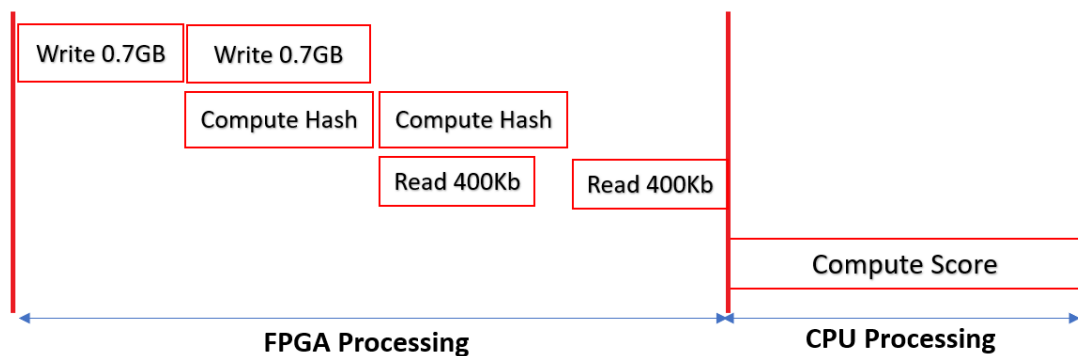 Write 0.7GB
Write 0.7GB
Compute Hash
Compute Hash
Read 400Kb
Read 400Kb
Compute Score
FPGA Processing
CPU Processing